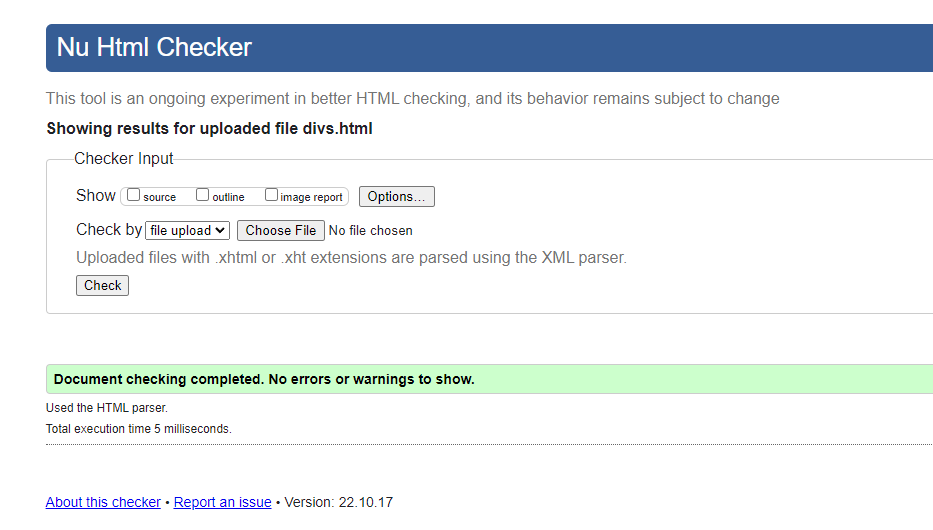 Nu Html Checker
This tool is an ongoing experiment in better HTML checking, and its behavior remains subject to change
Showing results for uploaded file divs.html
Checker Input
Show source outline image report Options...
Check by file upload Choose File No file chosen
Uploaded files with .xhtml or .xht extensions are parsed using the XML parser.
Check
Document checking completed. No errors or warnings to show.
Used the HTML parser.
Total execution time 5 milliseconds.
About this checker • Report an issue • Version: 22.10.17